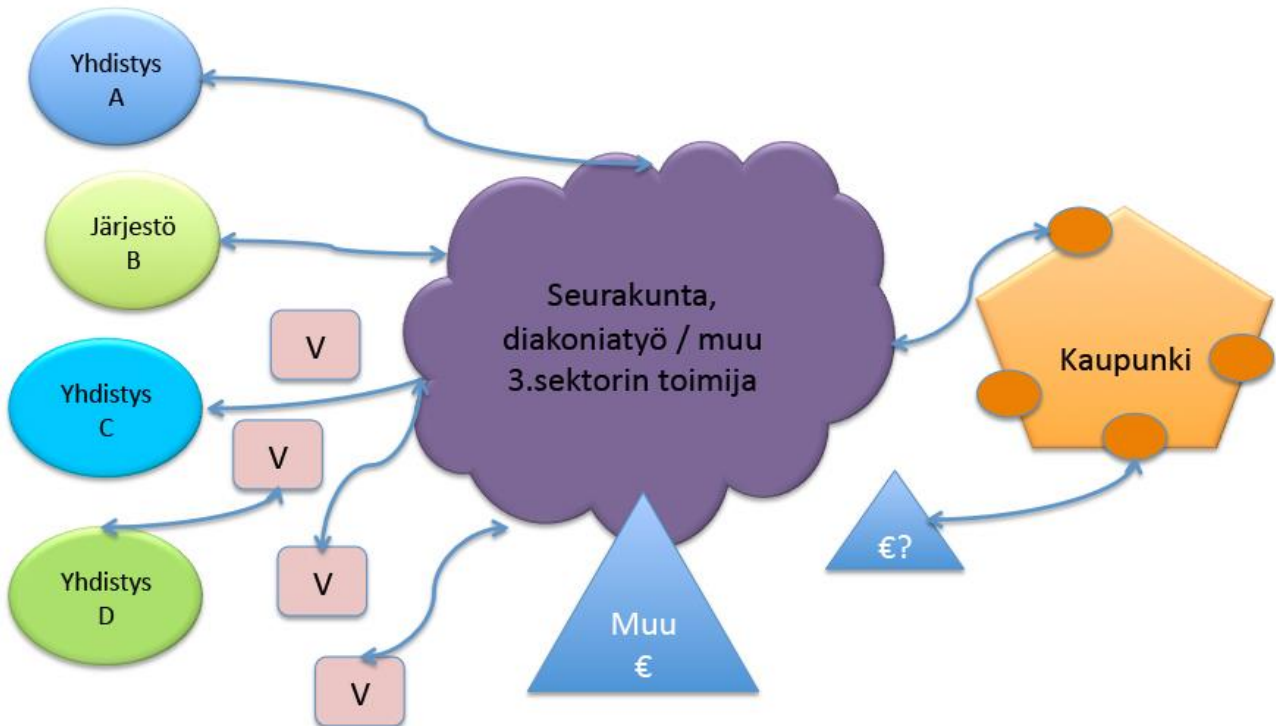 Yhdistys
A
Järjestö
B
V
Yhdistys
C
V
Yhdistys
D
V
V
Seurakunta,
diakoniatyö / muu
3.sektorin toimija
Muu
€
Kaupunki
€?